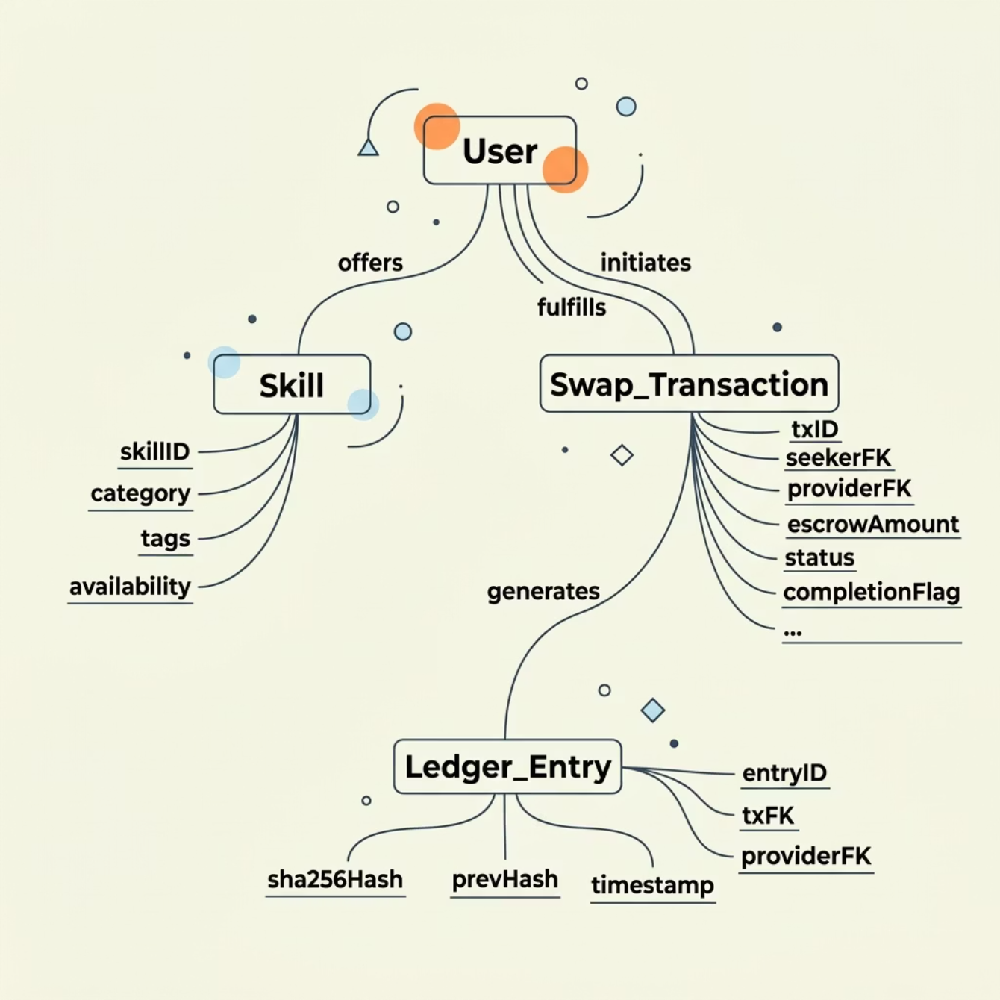 User
offers
initiates
fulfills
Skill
Swap_Transaction
skillID
category
tags
availability
txID
seekerFK
providerFK
escrowAmount
status
completionFlag
...
generates
Ledger_Entry
entryID
txFK
providerFK
sha256Hash
prevHash
timestamp